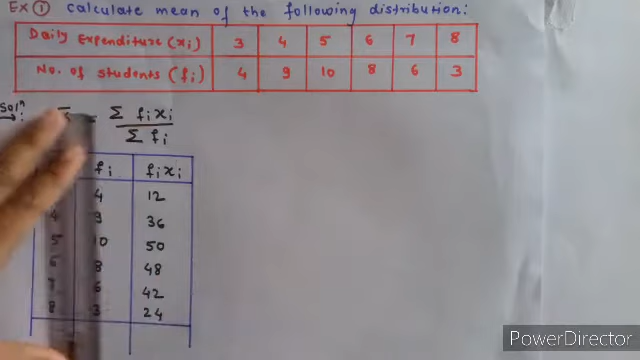 Ex ① Calculate mean of the following distribution:
Daily Expenditure (xi) 3 4 5 6 7 8
No. of students (fi) 4 9 10 8 6 3
Soln →: = Σ fixi
Σ fi
fi fixi
4 12
4 9 36
5 10 50
6 8 48
7 6 42
8 3 24
PowerDirector